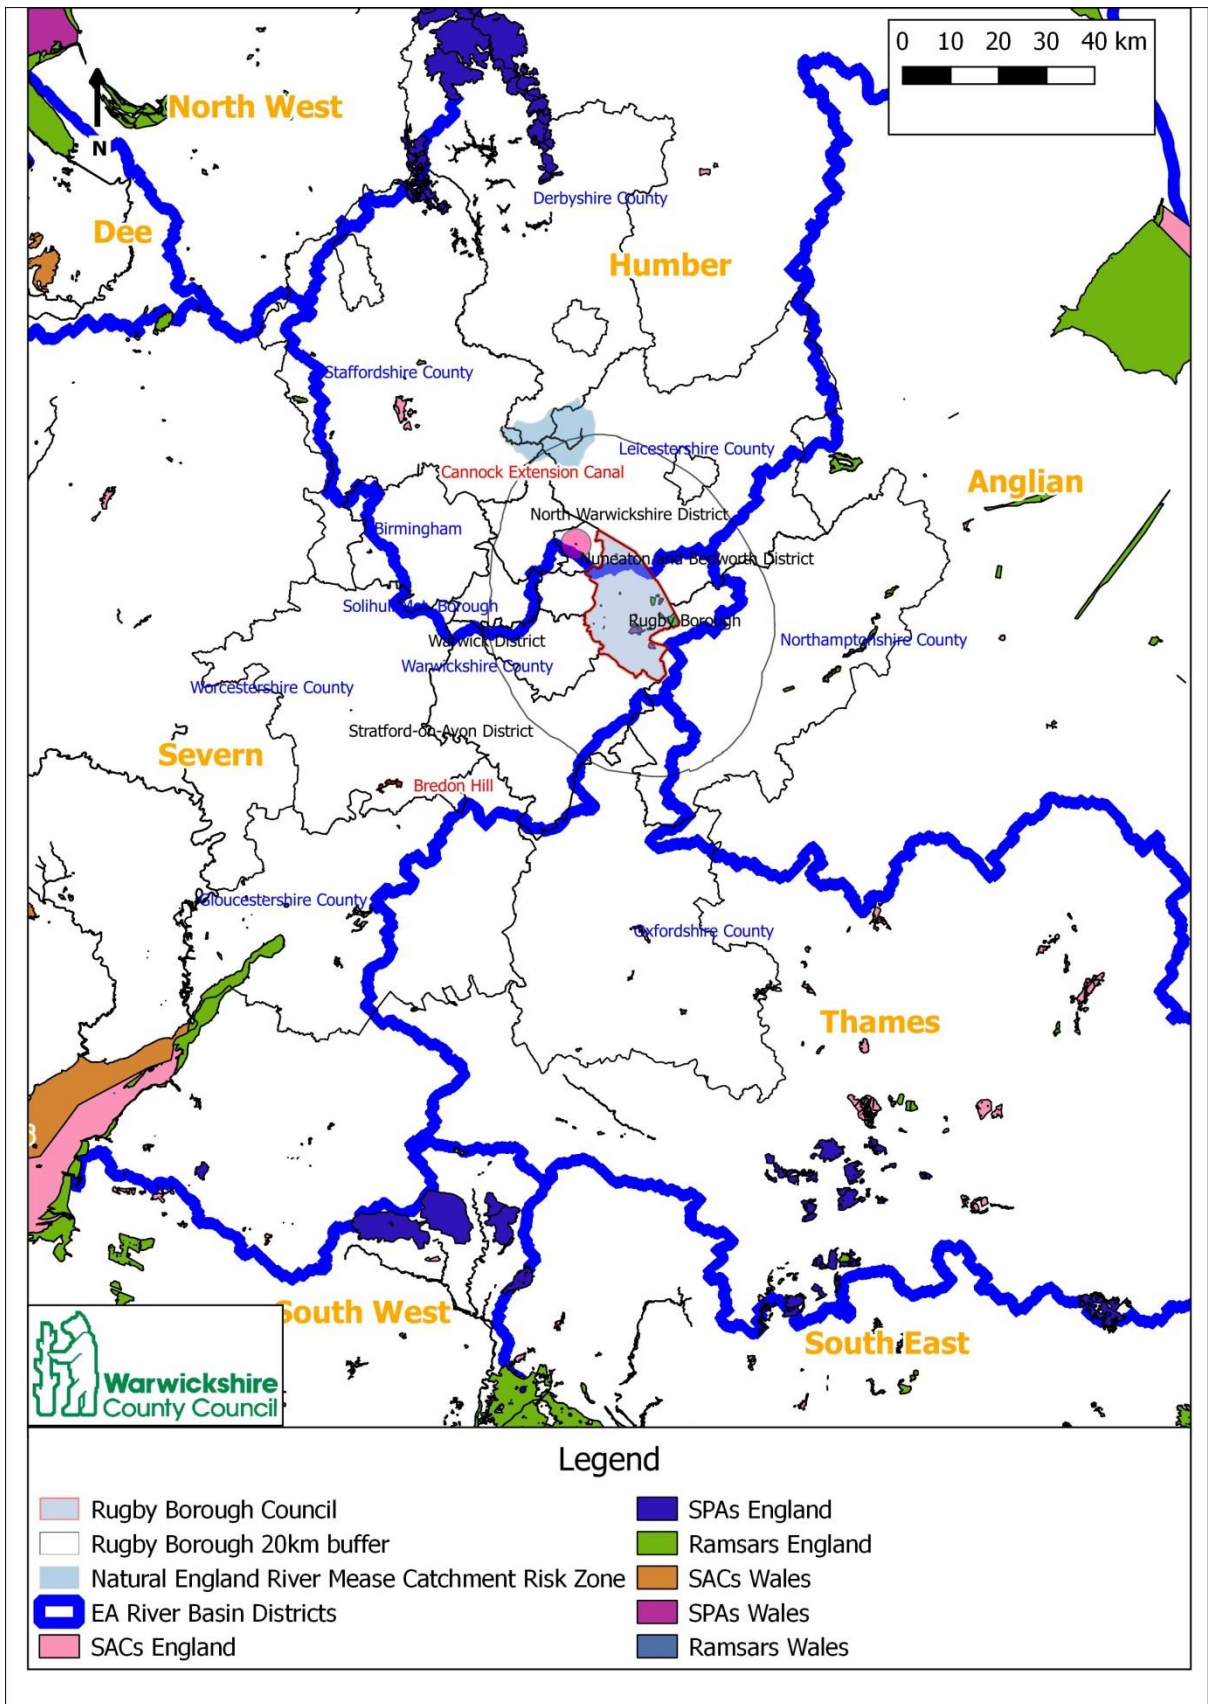 0 10 20 30 40 km
North West
N
Derbyshire County
Dee
Humber
Staffordshire County
Leicestershire County
Cannock Extension Canal
Anglian
North Warwickshire District
Birmingham
Nuneaton and Bedworth District
Solihull Met. Borough
Rugby Borough
Warwick District
Northamptonshire County
Warwickshire County
Worcestershire County
Stratford-on-Avon District
Severn
Bredon Hill
Gloucestershire County
Oxfordshire County
Thames
South West
South East
Warwickshire
County Council
Legend
Rugby Borough Council
Rugby Borough 20km buffer
Natural England River Mease Catchment Risk Zone
EA River Basin Districts
SACs England
SPAs England
Ramsars England
SACs Wales
SPAs Wales
Ramsars Wales